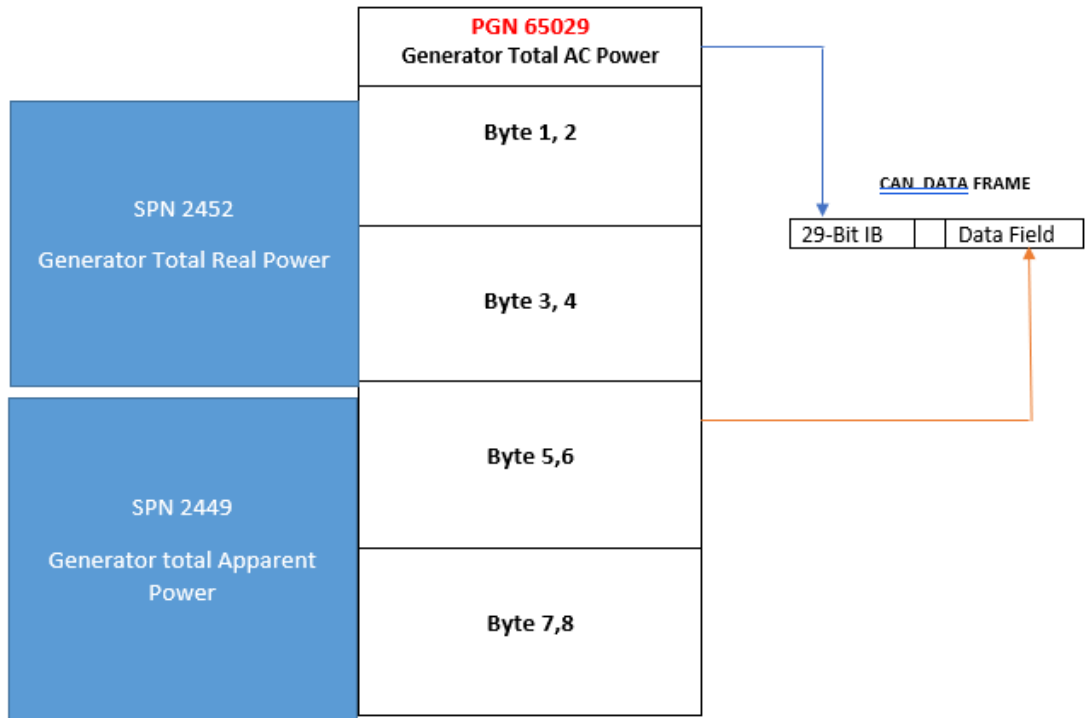 PGN 65029
Generator Total AC Power
Byte 1, 2
SPN 2452
Generator Total Real Power
Byte 3, 4
CAN DATA FRAME
29-Bit IB
Data Field
Byte 5,6
SPN 2449
Generator total Apparent
Power
Byte 7,8